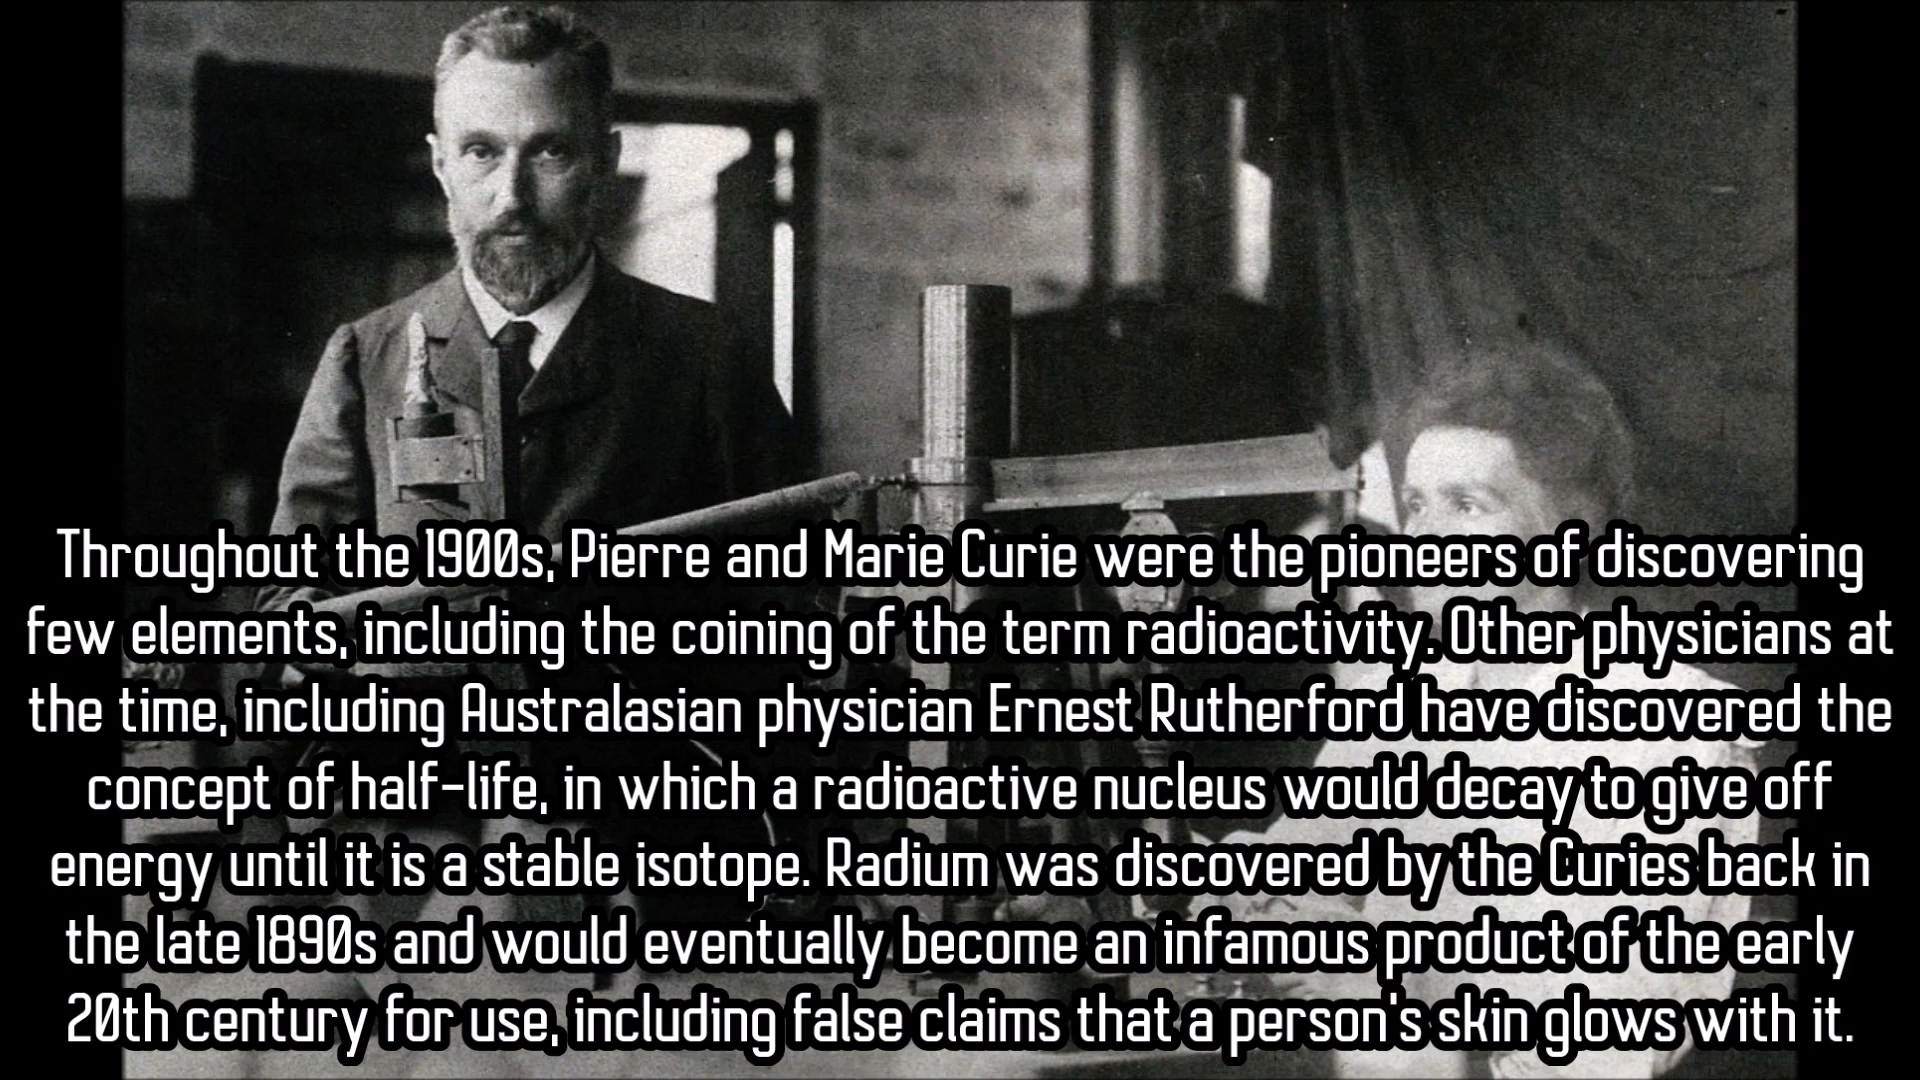 Throughout the 1900s, Pierre and Marie Curie were the pioneers of discovering
few elements, including the coining of the term radioactivity. Other physicians at
the time, including Australasian physician Ernest Rutherford have discovered the
concept of half-life, in which a radioactive nucleus would decay to give off
energy until it is a stable isotope. Radium was discovered by the Curies back in
the late 1890s and would eventually become an infamous product of the early
20th century for use, including false claims that a person's skin glows with it.